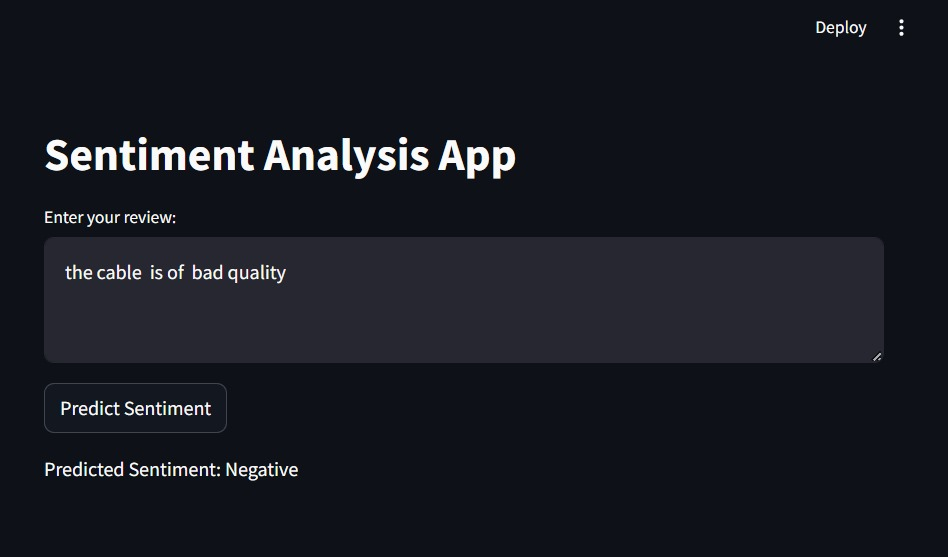 Deploy
Sentiment Analysis App
Enter your review:
the cable  is of  bad quality
Predict Sentiment
Predicted Sentiment: Negative